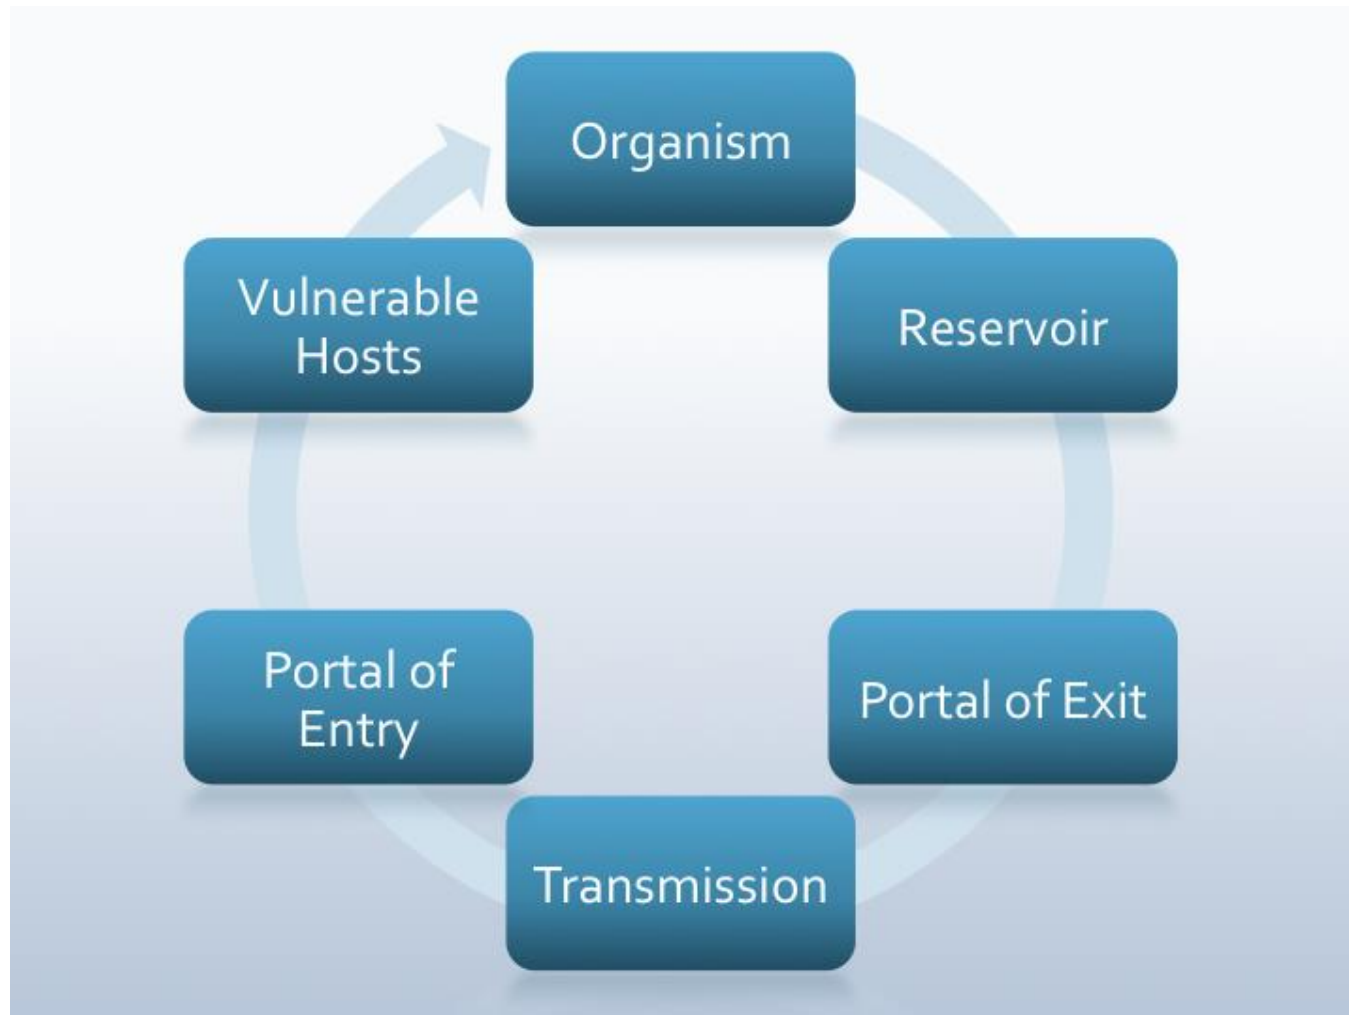 Organism
Reservoir
Portal of Exit
Transmission
Portal of
Entry
Vulnerable
Hosts